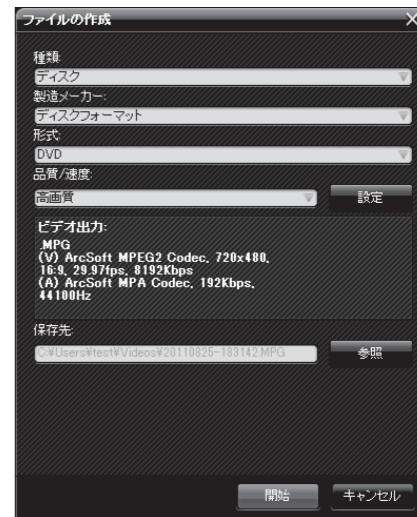 ファイルの作成
種類:
ディスク
製造メーカー:
ディスクフォーマット
形式:
DVD
品質/速度:
高画質
設定
ビデオ出力:
.MPG
(V) ArcSoft MPEG2 Codec, 720x480,
16:9, 29.97fps, 8192Kbps
(A) ArcSoft MPA Codec, 192Kbps,
44100Hz
保存先:
C:¥Users¥test¥Videos¥20110825-183142.MPG
参照
開始
キャンセル